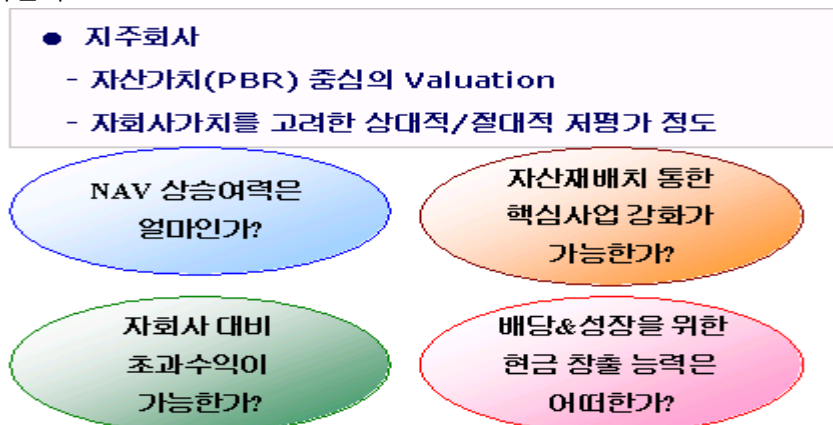 ● 지주회사
- 자산가치(PBR) 중심의 Valuation
- 자회사가치를 고려한 상대적/절대적 저평가 정도
NAV 상승여력은
얼마인가?
자산재배치 통한
핵심사업 강화가
가능한가?
자회사 대비
초과수익이
가능한가?
배당&성장을 위한
현금 창출 능력은
어떠한가?